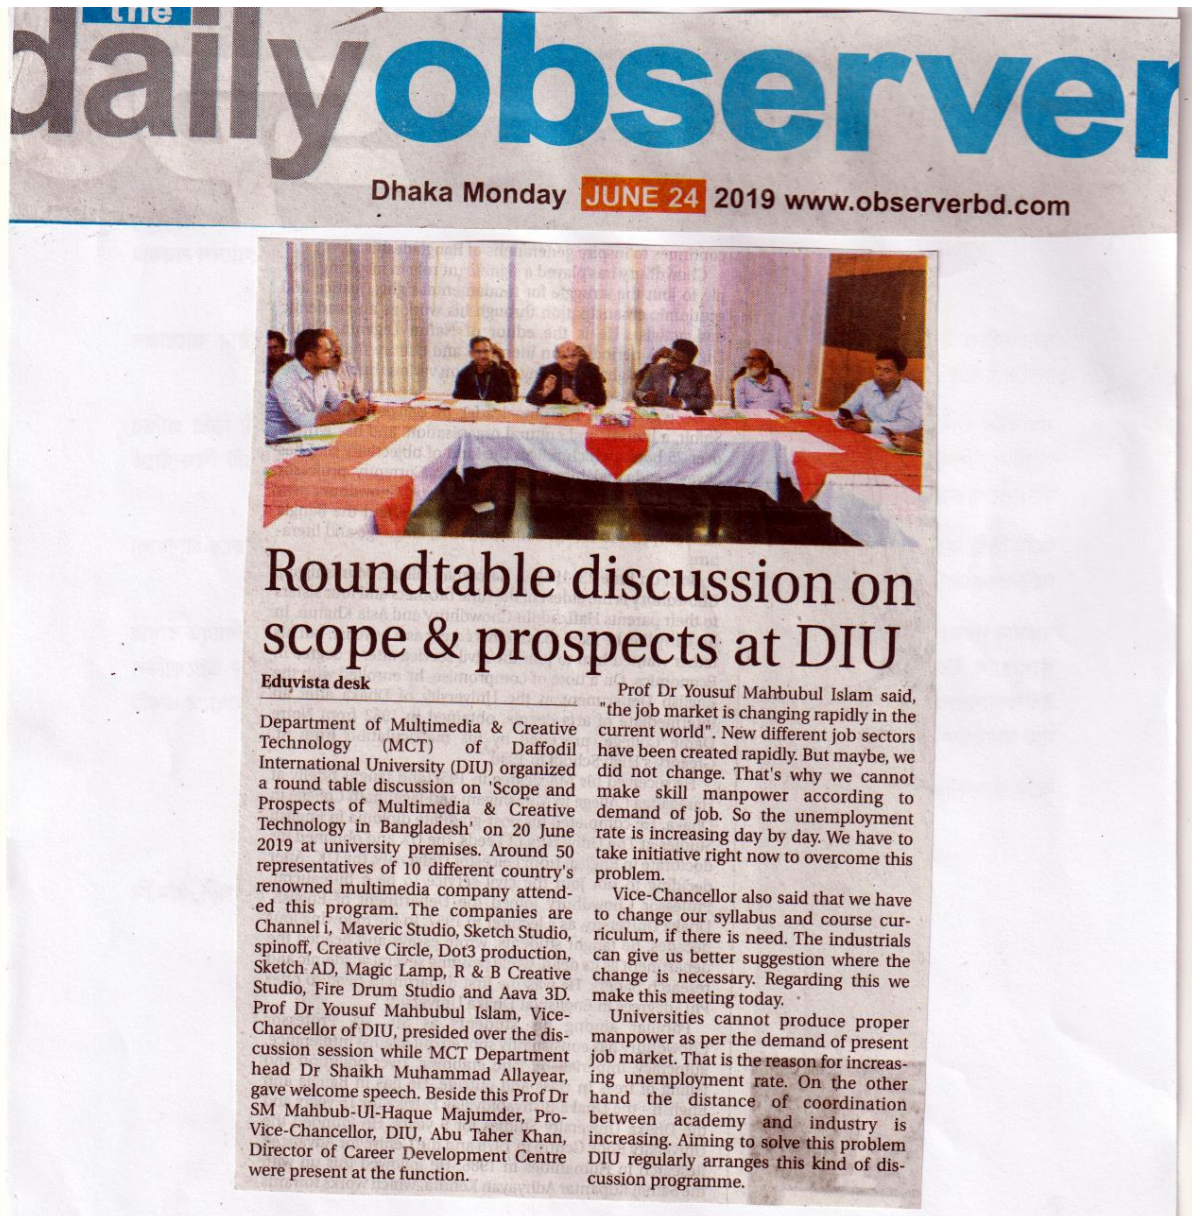 the
daily observer
Dhaka Monday JUNE 24 2019 www.observerbd.com
Roundtable discussion on
scope & prospects at DIU
Eduvista desk
Department of Multimedia & Creative
Technology (MCT) of Daffodil
International University (DIU) organized
a round table discussion on 'Scope and
Prospects of Multimedia & Creative
Technology in Bangladesh' on 20 June
2019 at university premises. Around 50
representatives of 10 different country's
renowned multimedia company attend-
ed this program. The companies are
Channel i, Maveric Studio, Sketch Studio,
spinoff, Creative Circle, Dot3 production,
Sketch AD, Magic Lamp, R & B Creative
Studio, Fire Drum Studio and Aava 3D.
Prof Dr Yousuf Mahbubul Islam, Vice-
Chancellor of DIU, presided over the dis-
cussion session while MCT Department
head Dr Shaikh Muhammad Allayear,
gave welcome speech. Beside this Prof Dr
SM Mahbub-Ul-Haque Majumder, Pro-
Vice-Chancellor, DIU, Abu Taher Khan,
Director of Career Development Centre
were present at the function.
Prof Dr Yousuf Mahbubul Islam said,
"the job market is changing rapidly in the
current world". New different job sectors
have been created rapidly. But maybe, we
did not change. That's why we cannot
make skill manpower according to
demand of job. So the unemployment
rate is increasing day by day. We have to
take initiative right now to overcome this
problem.
Vice-Chancellor also said that we have
to change our syllabus and course cur-
riculum, if there is need. The industrials
can give us better suggestion where the
change is necessary. Regarding this we
make this meeting today.
Universities cannot produce proper
manpower as per the demand of present
job market. That is the reason for increas-
ing unemployment rate. On the other
hand the distance of coordination
between academy and industry is
increasing. Aiming to solve this problem
DIU regularly arranges this kind of dis-
cussion programme.